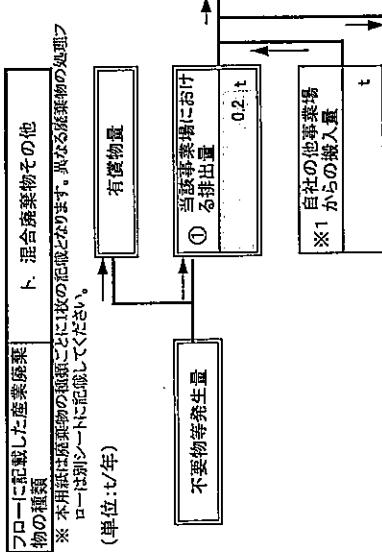 フローに記載した産業廃棄
物の種類
ト. 混合廃棄物その他
※ 本用紙は廃棄物の種類ごとに1枚の記載となります。異なる廃棄物の処理フ
ローは別シートに記載してください。
(単位:t/年)
不要物等発生量
有償物量
① 当該事業場におけ
る排出量
0.2 t
自社の他事業場
※1 からの搬入量
t